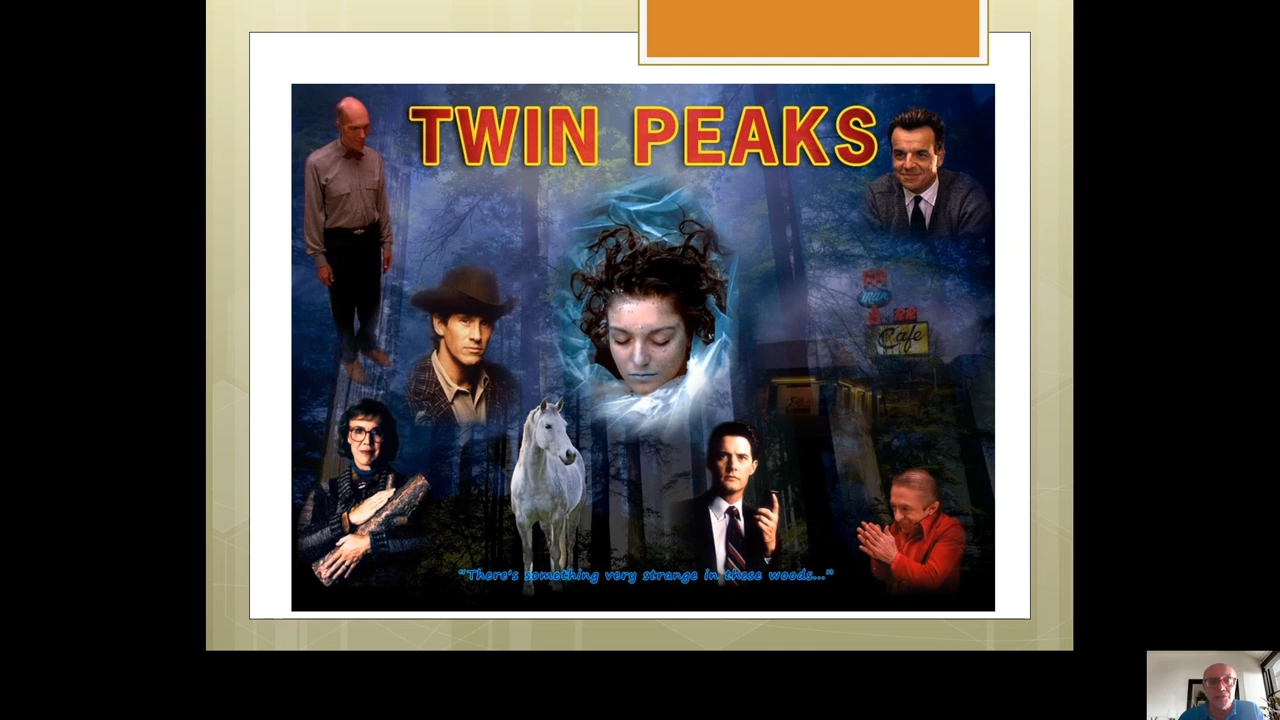 TWIN PEAKS
Cafe
"There's something very strange in these woods..."